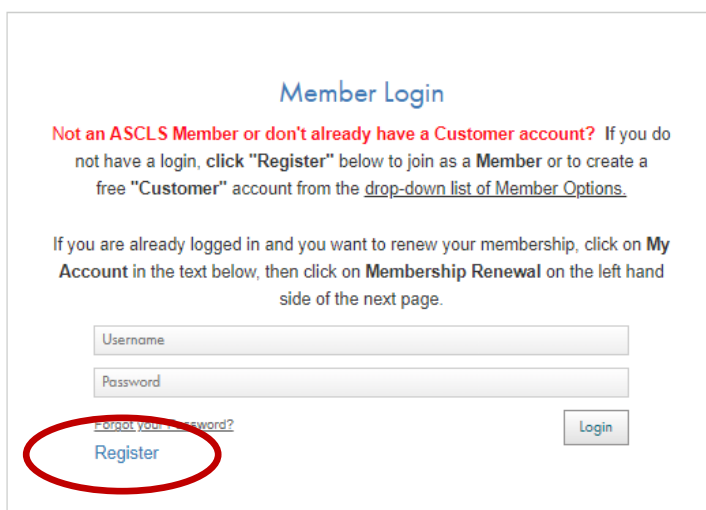 Member Login
Not an ASCLS Member or don't already have a Customer account? If you do
not have a login, click "Register" below to join as a Member or to create a
free "Customer" account from the drop-down list of Member Options.
If you are already logged in and you want to renew your membership, click on My
Account in the text below, then click on Membership Renewal on the left hand
side of the next page.
Username
Password
Forgot your Password?
Login
Register